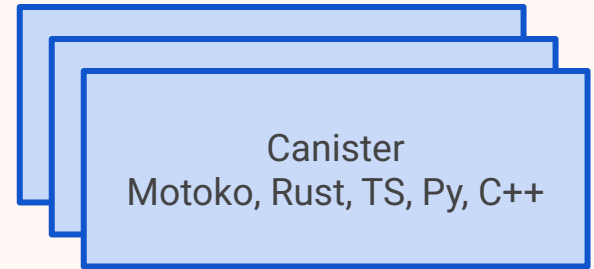 Canister
Motoko, Rust, TS, Py, C++